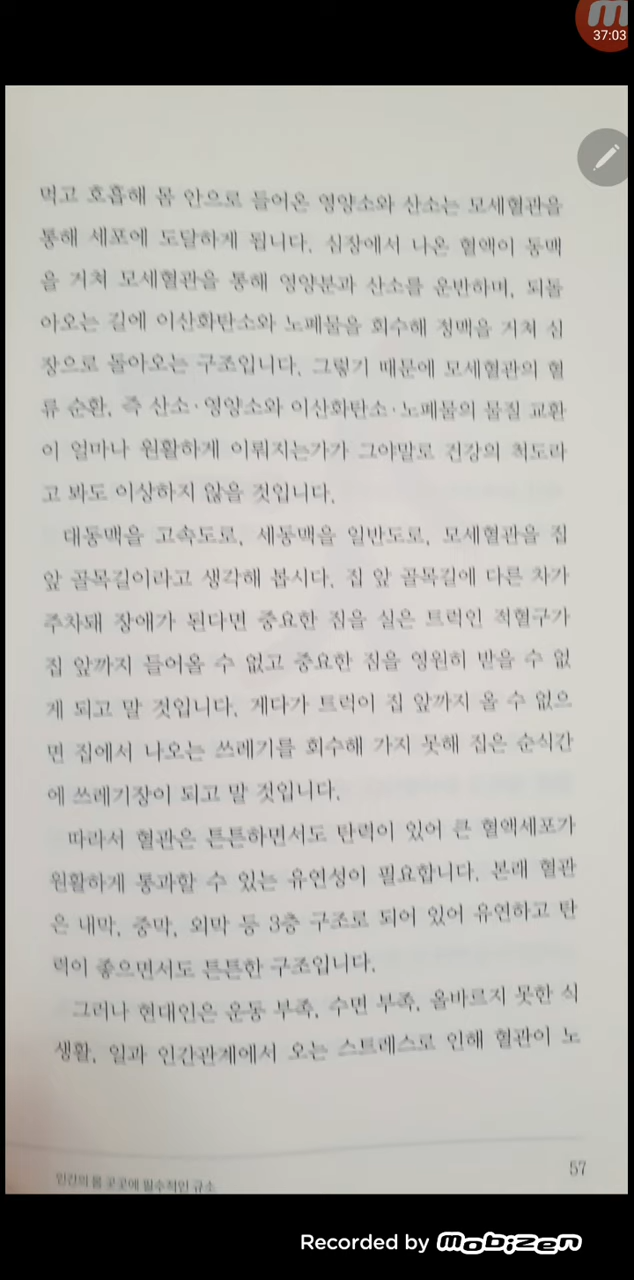 37:03
먹고 호흡해 몸 안으로 들어온 영양소와 산소는 모세혈관을
통해 세포에 도달하게 됩니다. 심장에서 나온 혈액이 동맥
을 거쳐 모세혈관을 통해 영양분과 산소를 운반하며, 되돌
아오는 길에 이산화탄소와 노폐물을 회수해 정맥을 거쳐 심
장으로 돌아오는 구조입니다. 그렇기 때문에 모세혈관의 혈
류 순환, 즉 산소·영양소와 이산화탄소·노폐물의 물질 교환
이 얼마나 원활하게 이뤄지는가가 그야말로 건강의 척도라
고 봐도 이상하지 않을 것입니다.
대동맥을 고속도로, 세동맥을 일반도로, 모세혈관을 집
앞 골목길이라고 생각해 봅시다. 집 앞 골목길에 다른 차가
주차돼 장애가 된다면 중요한 짐을 실은 트럭인 적혈구가
집 앞까지 들어올 수 없고 중요한 짐을 영원히 받을 수 없
게 되고 말 것입니다. 게다가 트럭이 집 앞까지 올 수 없으
면 집에서 나오는 쓰레기를 회수해 가지 못해 집은 순식간
에 쓰레기장이 되고 말 것입니다.
따라서 혈관은 튼튼하면서도 탄력이 있어 큰 혈액세포가
원활하게 통과할 수 있는 유연성이 필요합니다. 본래 혈관
은 내막, 중막, 외막 등 3층 구조로 되어 있어 유연하고 탄
력이 좋으면서도 튼튼한 구조입니다.
그러나 현대인은 운동 부족, 수면 부족, 올바르지 못한 식
생활, 일과 인간관계에서 오는 스트레스로 인해 혈관이 노
57
인간의 몸 곳곳에 필수적인 규소
Recorded by mobizen